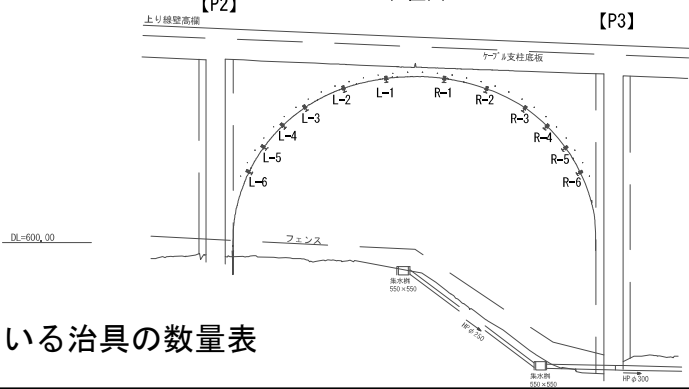 【P2】
【P3】
上り線壁高欄
ケーブル支柱底板
L-1
R-1
L-2
R-2
L-3
R-3
L-4
R-4
L-5
R-5
L-6
R-6
DL=600.00
フェンス
集水桝
550×550
HPφ250
集水桝
550×550
HPφ300
いる治具の数量表